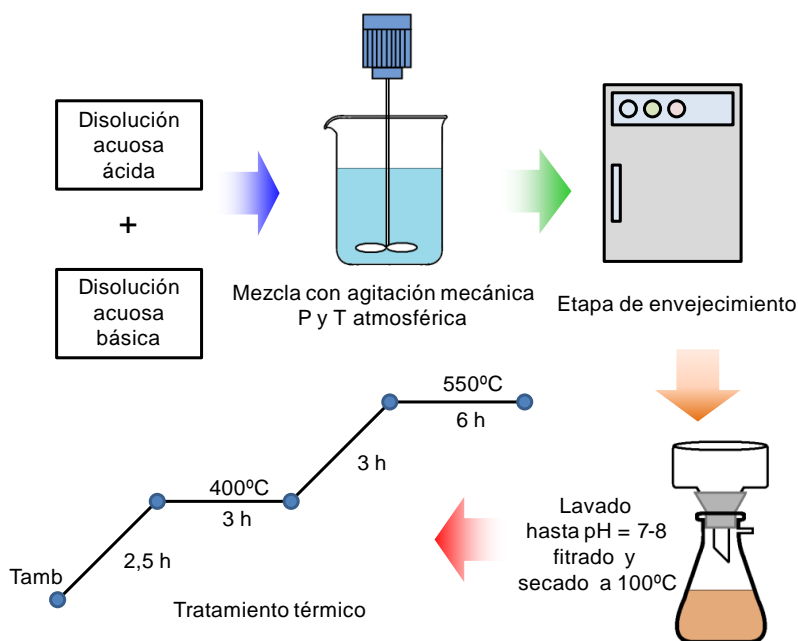 Disolución
acuosa
ácida
+
Disolución
acuosa
básica
Mezcla con agitación mecánica
P y T atmosférica
Etapa de envejecimiento
Lavado
hasta pH = 7-8
fitrado y
secado a 100ºC
Tamb
2,5 h
400ºC
3 h
3 h
550ºC
6 h
Tratamiento térmico